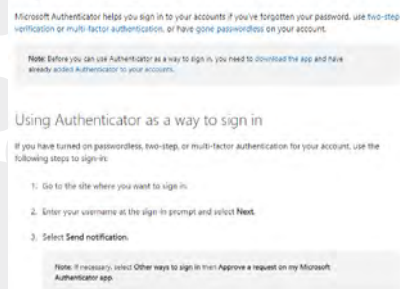 Microsoft Authenticator helps you sign in to your accounts if you've forgotten your password, use two-step
verification or multi-factor authentication, or have gone passwordless on your account.
Note: Before you can use Authenticator as a way to sign in, you need to download the app and have
already added Authenticator to your accounts.
Using Authenticator as a way to sign in
If you have turned on passwordless, two-step, or multi-factor authentication for your account, use the
following steps to sign-in:
1. Go to the site where you want to sign in.
2. Enter your username at the sign-in prompt and select Next.
3. Select Send notification.
Note: If necessary, select Other ways to sign in then Approve a request on my Microsoft
Authenticator app.